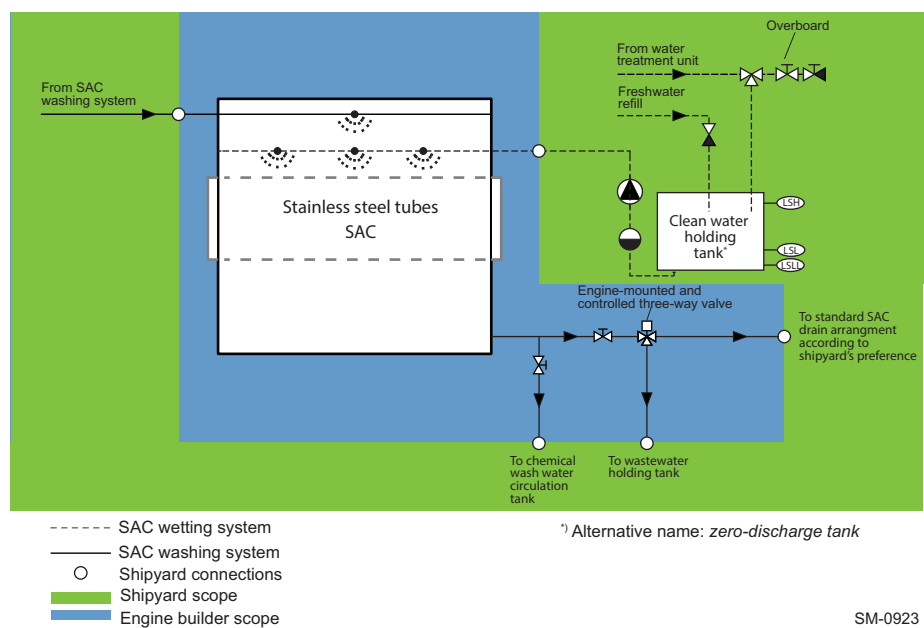 Overboard
From water
treatment unit
Freshwater
refill
From SAC
washing system
Stainless steel tubes
SAC
Clean water
holding
tank*)
LSH
LSL
LSLL
Engine-mounted and
controlled three-way valve
To standard SAC
drain arrangment
according to
shipyard's preference
To chemical
wash water
circulation
tank
To wastewater
holding tank
SAC wetting system
SAC washing system
Shipyard connections
Shipyard scope
Engine builder scope
*) Alternative name: zero-discharge tank
SM-0923